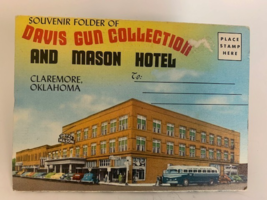 SOUVENIR FOLDER OF
DAVIS GUN COLLECTION
AND MASON HOTEL
CLAREMORE,
OKLAHOMA
To:
PLACE
STAMP
HERE